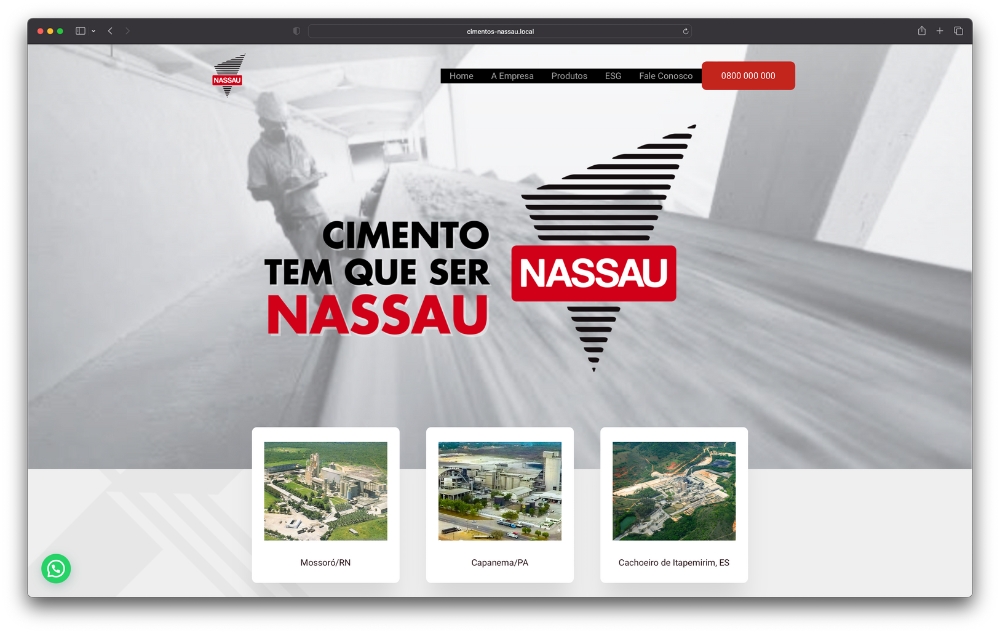 cimentos-nassau.local
NASSAU
Home A Empresa Produtos ESG Fale Conosco 0800 000 000
CIMENTO
TEM QUE SER
NASSAU
NASSAU
Mossoró/RN
Capanema/PA
Cachoeiro de Itapemirim, ES